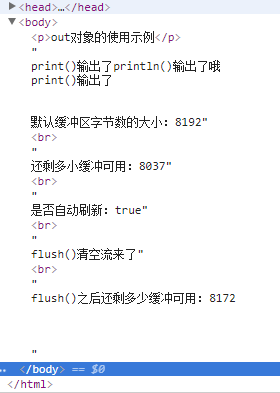 ▶<head>…</head>
▼<body>
<p>out对象的使用示例</p>
"
print()输出了println()输出了哦
print()输出了
默认缓冲区字节数的大小：8192"
<br>
"
还剩多小缓冲可用：8037"
<br>
"
是否自动刷新：true"
<br>
"
flush()清空流来了"
<br>
"
flush()之后还剩多少缓冲可用：8172
"
… </body> == $0
</html>